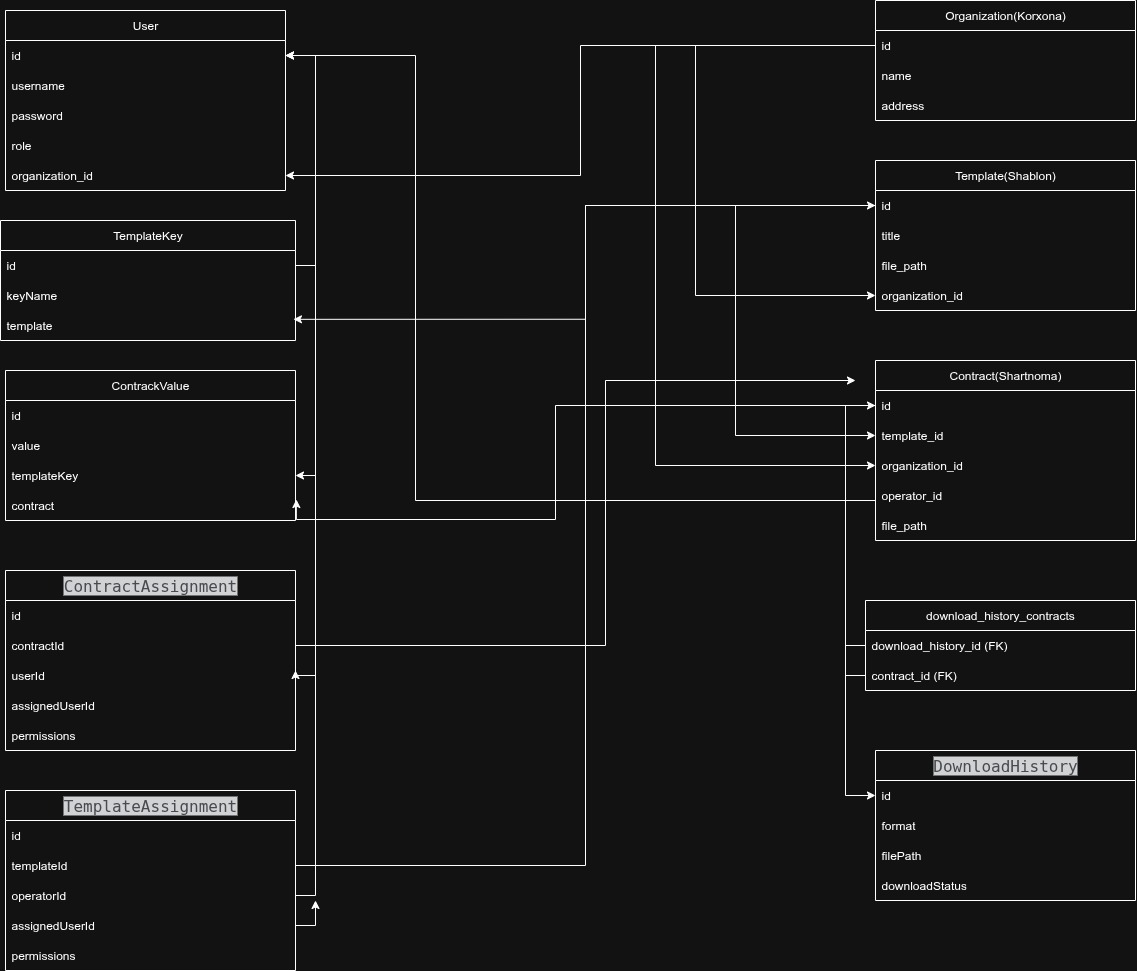 User
id
username
password
role
organization_id
TemplateKey
id
keyName
template
ContrackValue
id
value
templateKey
contract
ContractAssignment
id
contractId
userId
assignedUserId
permissions
TemplateAssignment
id
templateId
operatorId
assignedUserId
permissions
Organization(Korxona)
id
name
address
Template(Shablon)
id
title
file_path
organization_id
Contract(Shartnoma)
id
template_id
organization_id
operator_id
file_path
download_history_contracts
download_history_id (FK)
contract_id (FK)
DownloadHistory
id
format
filePath
downloadStatus